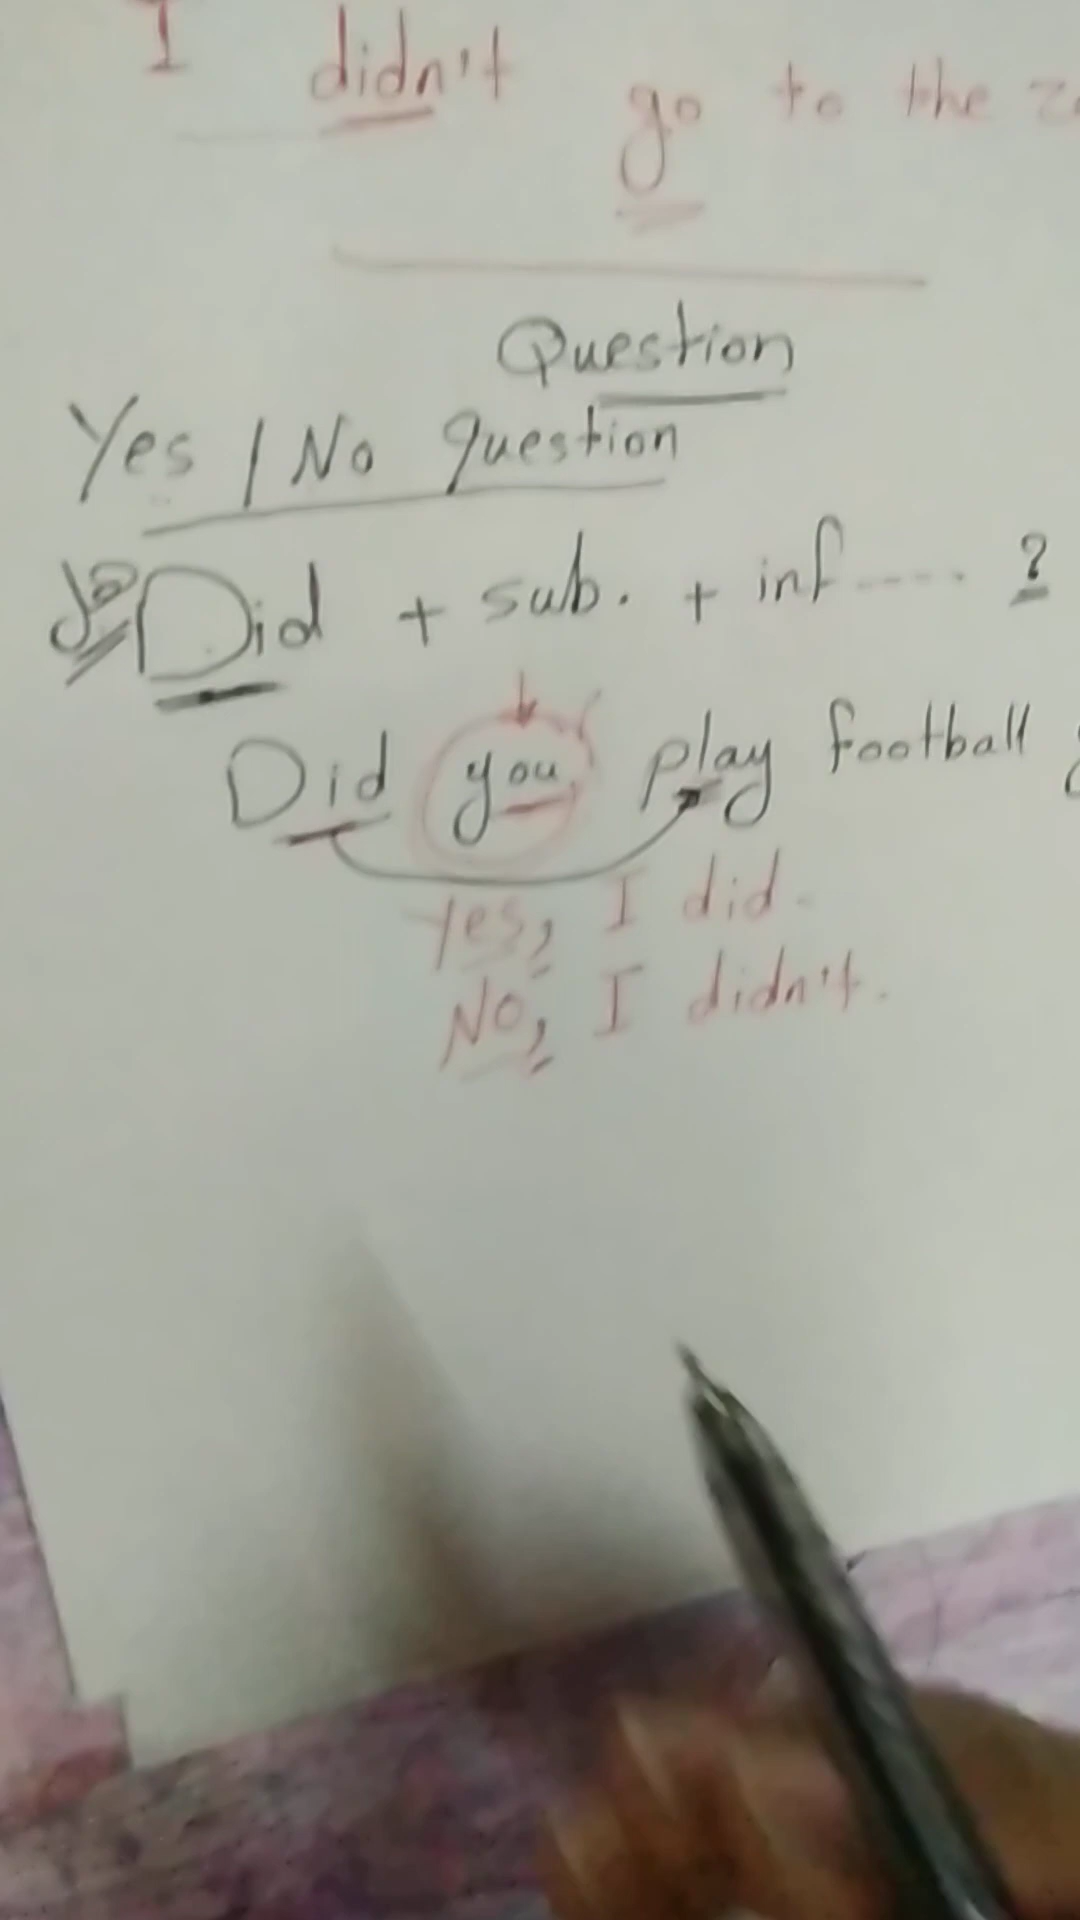 I didn't go to the
Question
Yes / No question
هل Did + sub. + inf ..... ?
Did you play football
Yes, I did.
No, I didn't.